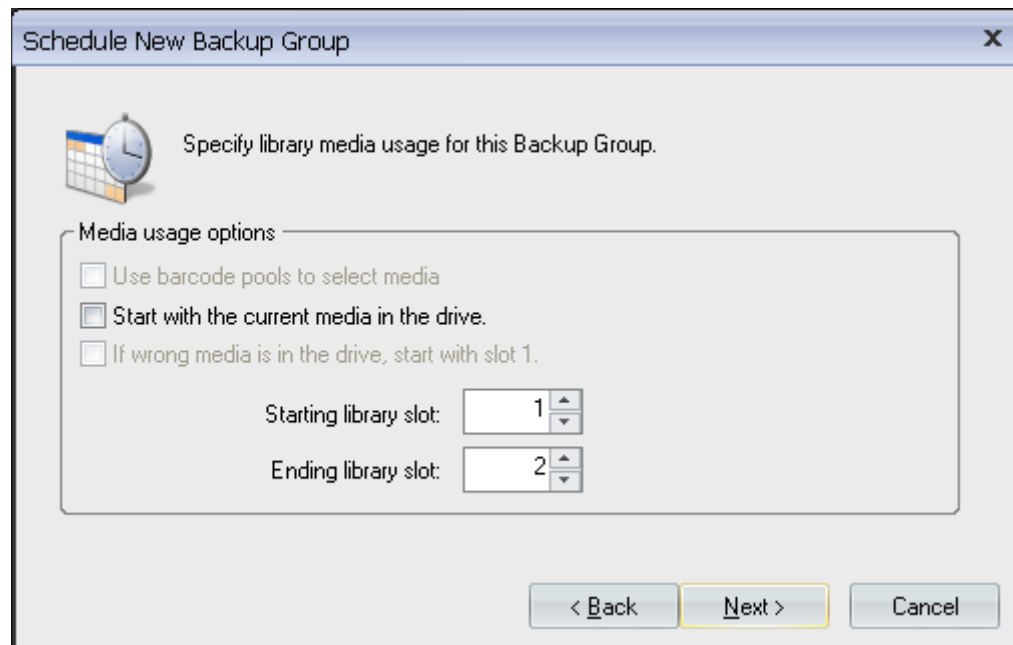 Schedule New Backup Group
x
Specify library media usage for this Backup Group.
Media usage options
Use barcode pools to select media
Start with the current media in the drive.
If wrong media is in the drive, start with slot 1.
Starting library slot: 1
Ending library slot: 2
< Back Next > Cancel